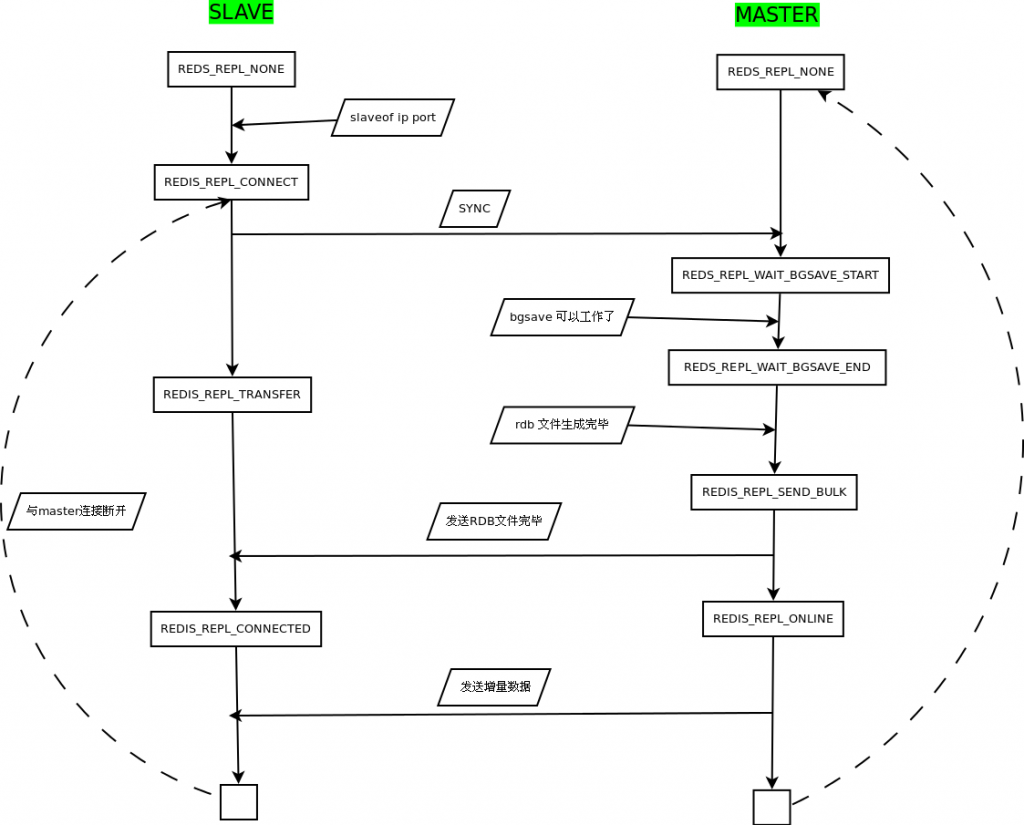 SLAVE
MASTER
REDS_REPL_NONE
REDS_REPL_NONE
slaveof ip port
REDIS_REPL_CONNECT
SYNC
REDS_REPL_WAIT_BGSAVE_START
bgsave 可以工作了
REDS_REPL_WAIT_BGSAVE_END
REDIS_REPL_TRANSFER
rdb 文件生成完毕
REDIS_REPL_SEND_BULK
与master连接断开
发送RDB文件完毕
REDIS_REPL_ONLINE
REDIS_REPL_CONNECTED
发送增量数据